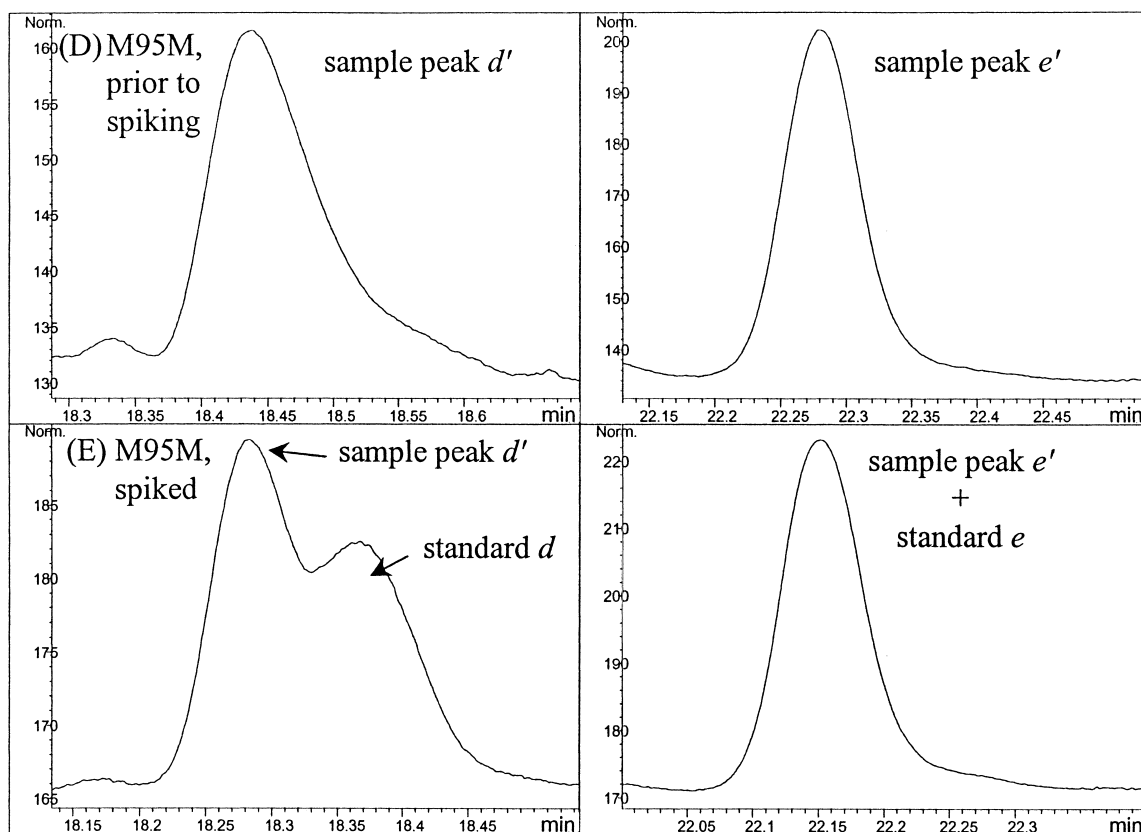 Norm.
160
155
150
145
140
135
130
(D) M95M,
prior to
spiking
sample peak d′
18.3 18.35 18.4 18.45 18.5 18.55 18.6 min
Norm.
200
190
180
170
160
150
140
sample peak e′
22.15 22.2 22.25 22.3 22.35 22.4 22.45 min
Norm.
185
180
175
170
165
(E) M95M,
spiked
sample peak d′
standard d
18.15 18.2 18.25 18.3 18.35 18.4 18.45 min
Norm.
220
210
200
190
180
170
sample peak e′
+
standard e
22.05 22.1 22.15 22.2 22.25 22.3 min